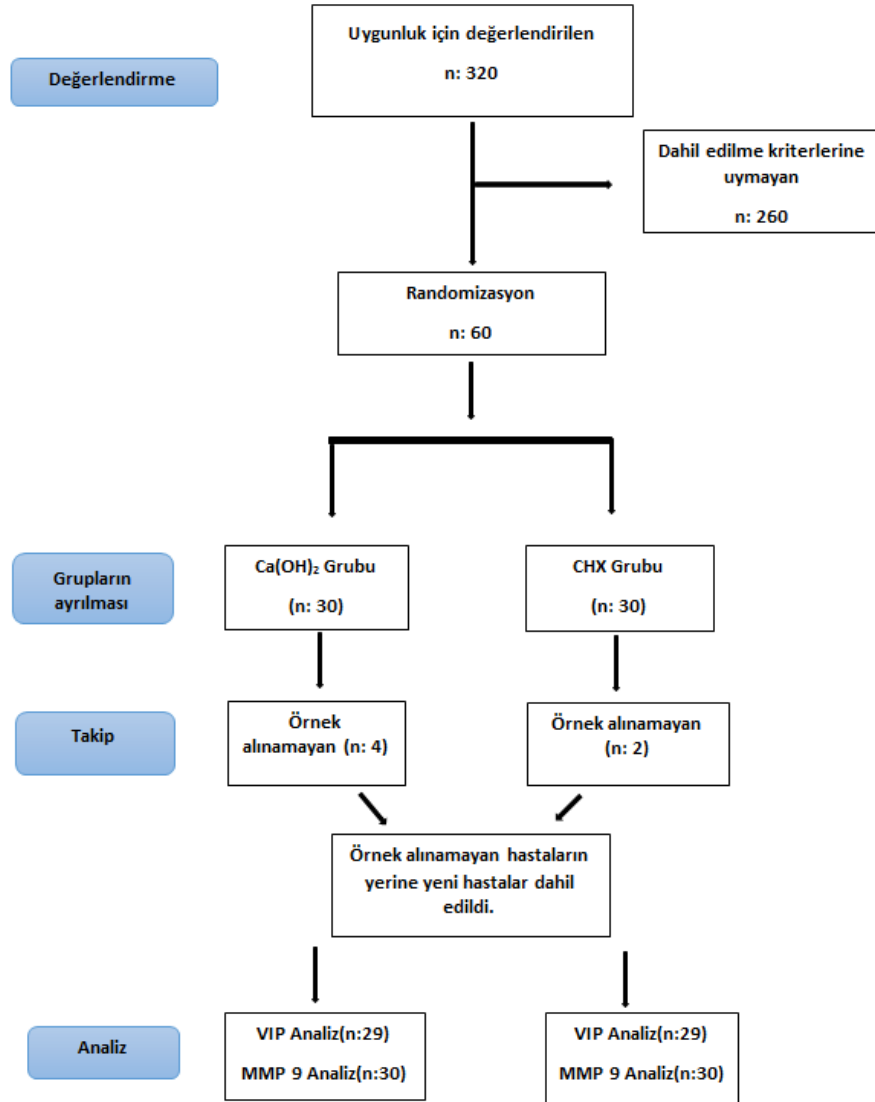 Uygunluk için değerlendirilen
n: 320
Değerlendirme
Dahil edilme kriterlerine
uymayan
n: 260
Randomizasyon
n: 60
Grupların
ayrılması
Ca(OH)₂ Grubu
(n: 30)
CHX Grubu
(n: 30)
Takip
Örnek
alınamayan (n: 4)
Örnek alınamayan
(n: 2)
Örnek alınamayan hastaların
yerine yeni hastalar dahil
edildi.
Analiz
VIP Analiz(n:29)
MMP 9 Analiz(n:30)
VIP Analiz(n:29)
MMP 9 Analiz(n:30)